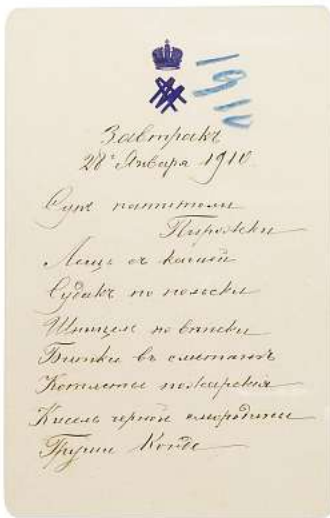 1910
Завтракъ
28го Января 1910.
Супъ
Пирожки
Лещъ съ кашей
Судакъ по польски
Шницель по вѣнски
Битки въ сметанѣ
Котлеты пожарскія
Кисель черной смородины
Груши Конде